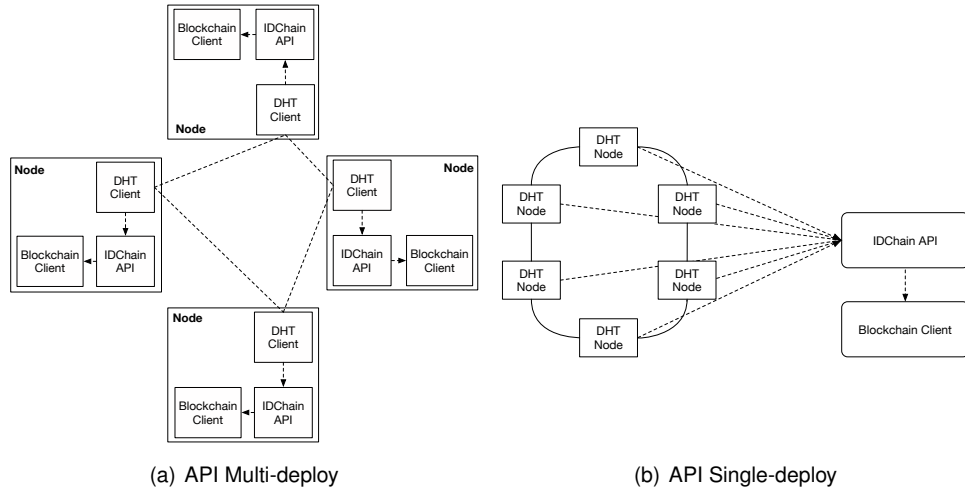 Blockchain
Client
IDChain
API
DHT
Client
Node
Node
DHT
Client
Blockchain
Client
IDChain
API
Node
DHT
Client
IDChain
API
Blockchain
Client
Node
DHT
Client
Blockchain
Client
IDChain
API
(a) API Multi-deploy
DHT
Node
DHT
Node
DHT
Node
DHT
Node
DHT
Node
DHT
Node
IDChain API
Blockchain Client
(b) API Single-deploy